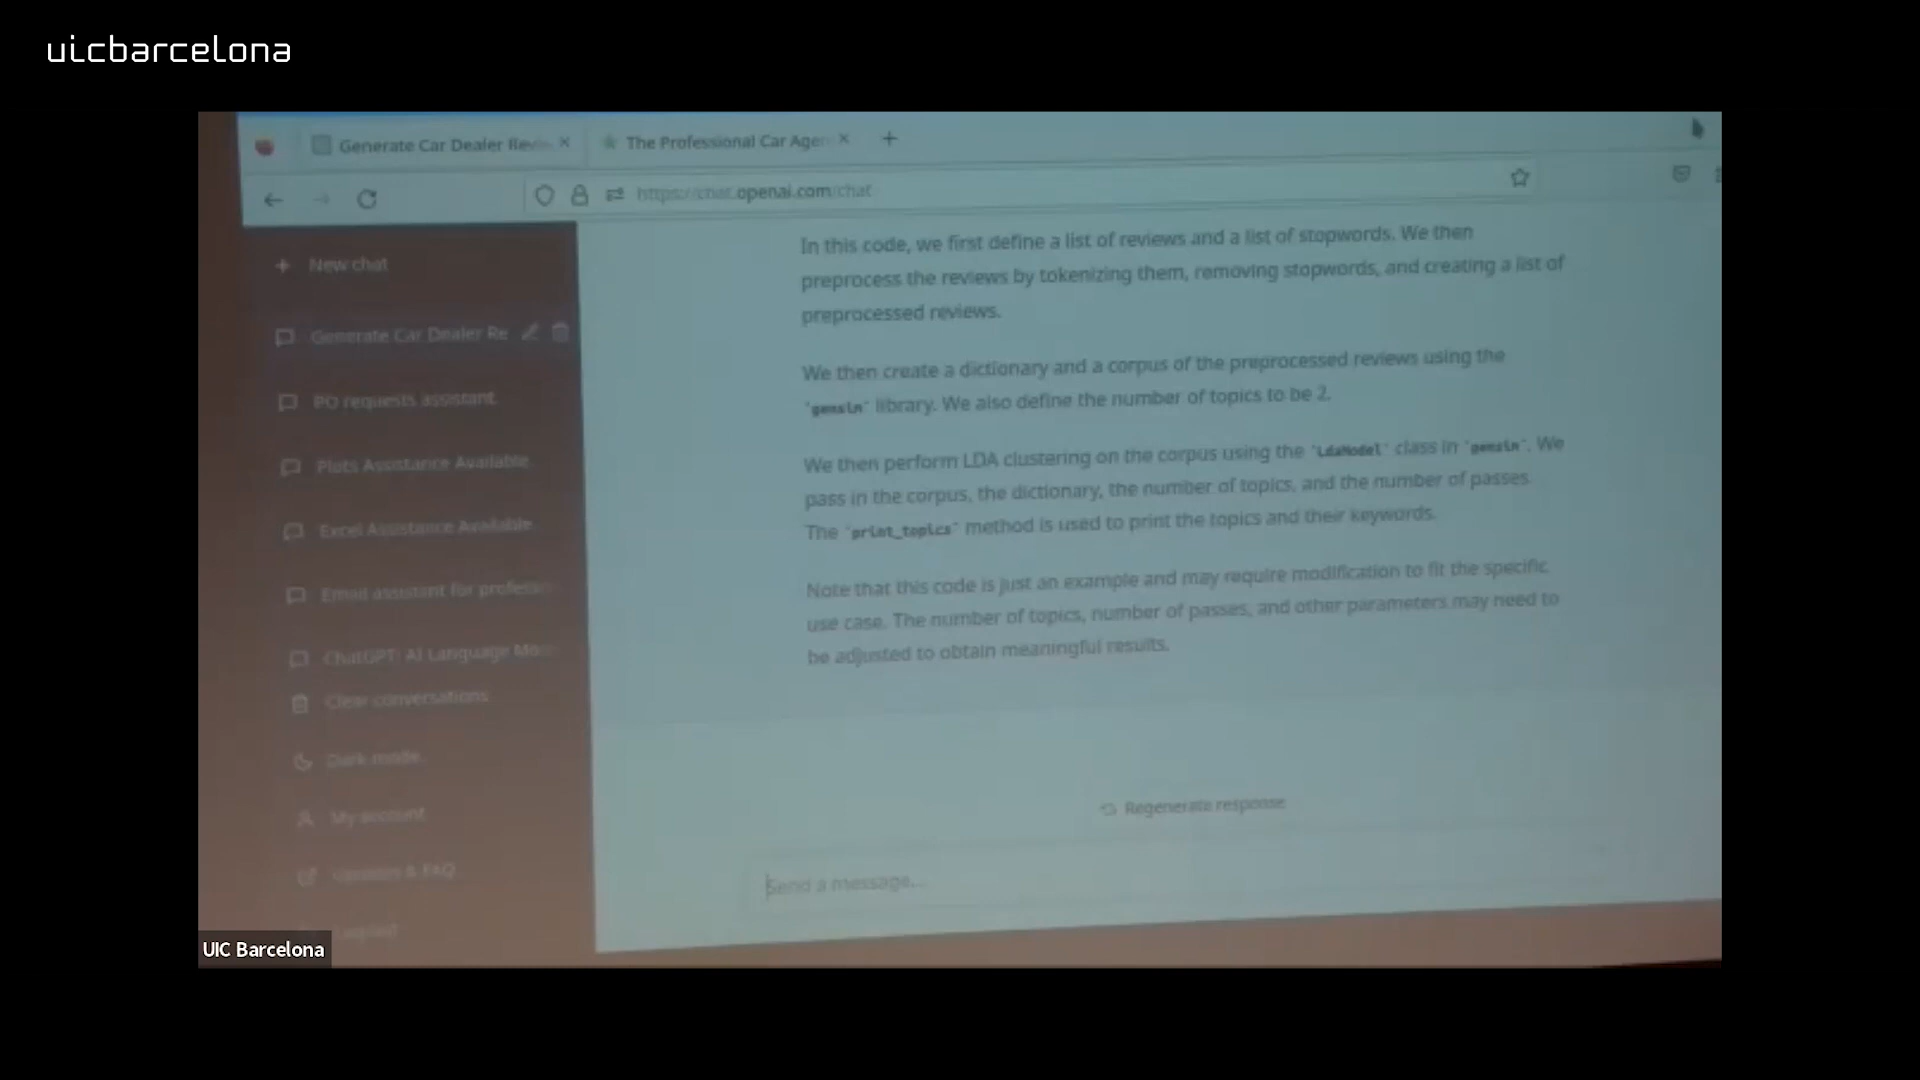 uicbarcelona
Generate Car Dealer Revie
The Professional Car Agen
https://chat.openai.com/chat
New chat
Generate Car Dealer Re
PO requests assistant
Plots Assistance Available
Excel Assistance Available
Email assistant for professio
ChatGPT: AI Language Mo
Clear conversations
Dark mode
My account
Updates & FAQ
In this code, we first define a list of reviews and a list of stopwords. We then
preprocess the reviews by tokenizing them, removing stopwords, and creating a list of
preprocessed reviews.
We then create a dictionary and a corpus of the preprocessed reviews using the
`gensim` library. We also define the number of topics to be 2.
We then perform LDA clustering on the corpus using the `LdaModel` class in `gensim`. We
pass in the corpus, the dictionary, the number of topics, and the number of passes.
The `print_topics` method is used to print the topics and their keywords.
Note that this code is just an example and may require modification to fit the specific
use case. The number of topics, number of passes, and other parameters may need to
be adjusted to obtain meaningful results.
Regenerate response
Send a message...
UIC Barcelona